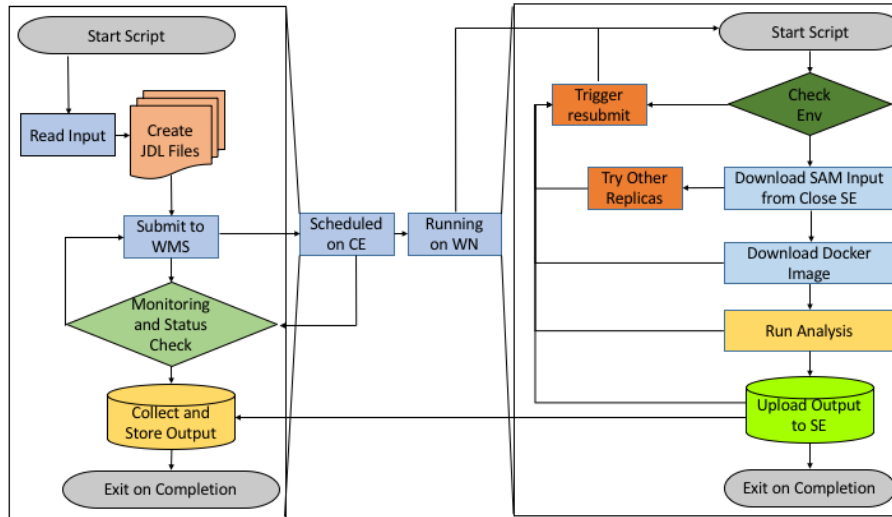 Start Script
Read Input
Create
JDL Files
Submit to
WMS
Monitoring
and Status
Check
Collect and
Store Output
Exit on Completion
Scheduled
on CE
Running
on WN
Start Script
Check
Env
Trigger
resubmit
Download SAM Input
from Close SE
Try Other
Replicas
Download Docker
Image
Run Analysis
Upload Output
to SE
Exit on Completion